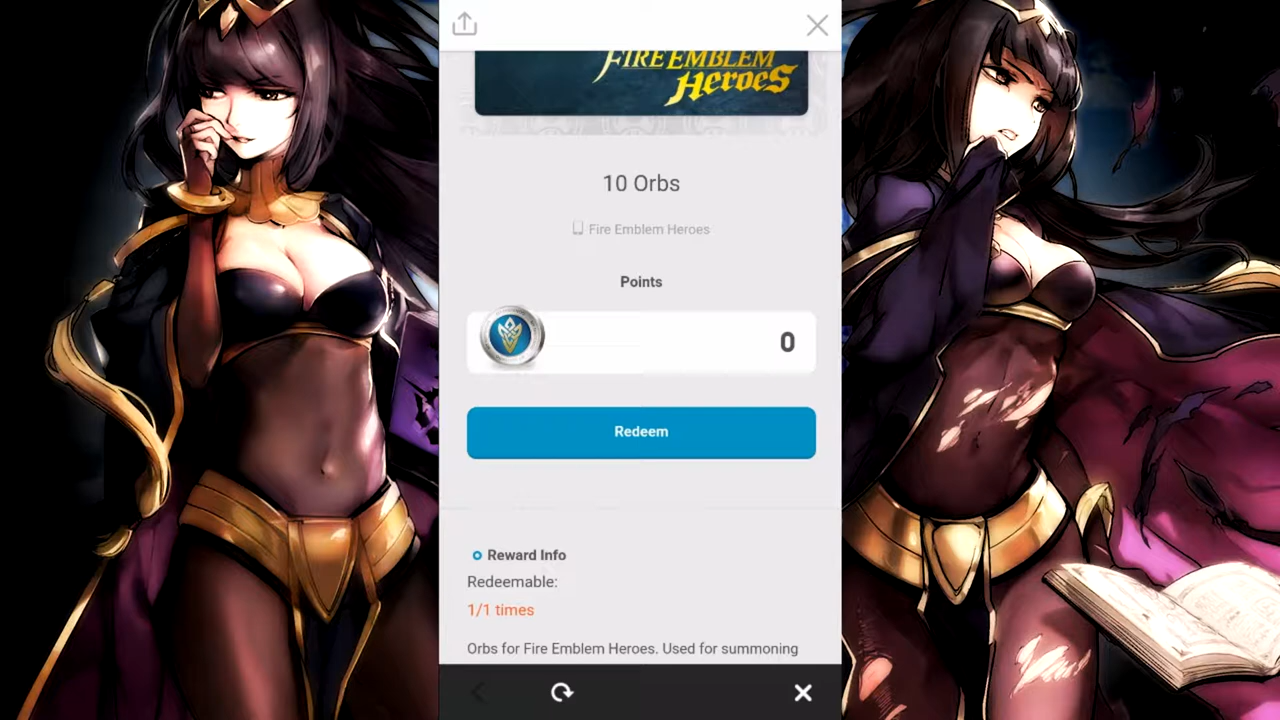 FIRE EMBLEM
HEROES
10 Orbs
Fire Emblem Heroes
Points
0
Redeem
Reward Info
Redeemable:
1/1 times
Orbs for Fire Emblem Heroes. Used for summoning